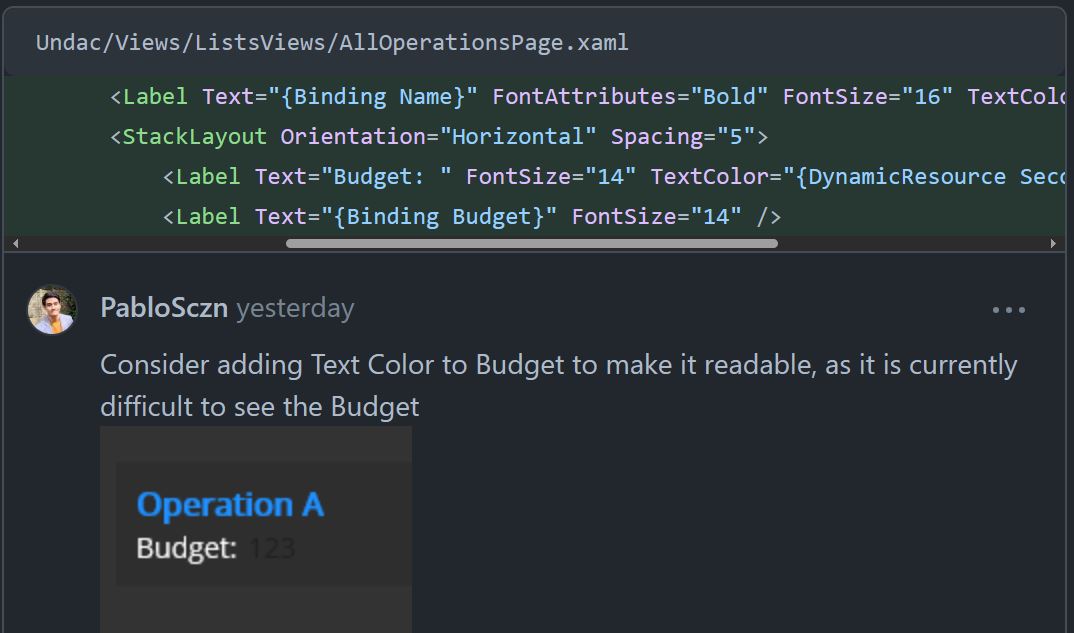 Undac/Views/ListsViews/AllOperationsPage.xaml
<Label Text="{Binding Name}" FontAttributes="Bold" FontSize="16" TextColo
<StackLayout Orientation="Horizontal" Spacing="5">
<Label Text="Budget: " FontSize="14" TextColor="{DynamicResource Seco
<Label Text="{Binding Budget}" FontSize="14" />
PabloSczn yesterday
Consider adding Text Color to Budget to make it readable, as it is currently
difficult to see the Budget
Operation A
Budget: 123